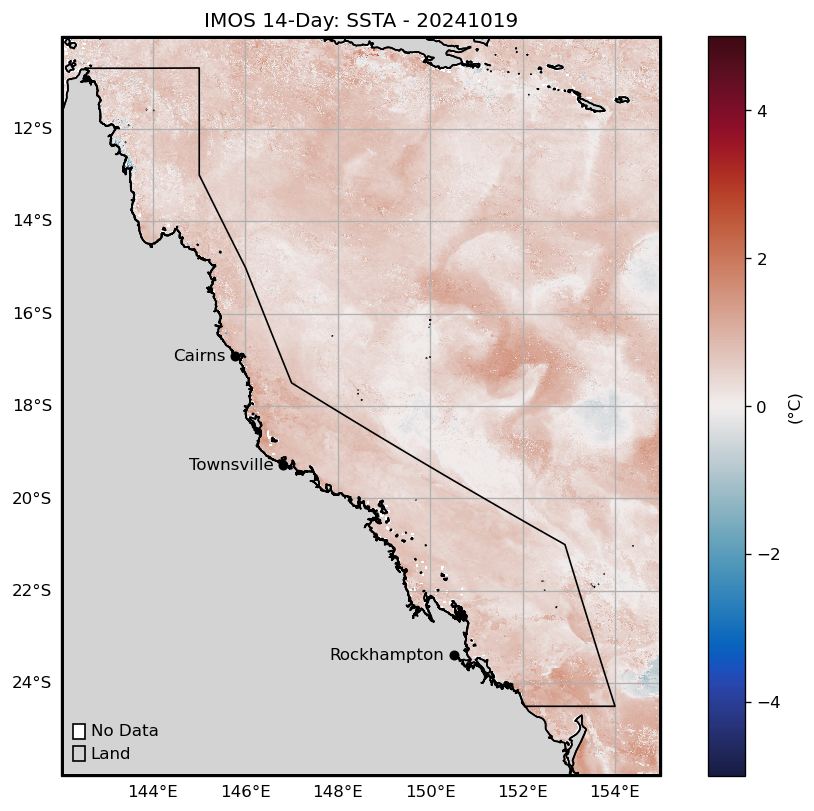 IMOS 14-Day: SSTA - 20241019
12°S
14°S
16°S
18°S
20°S
22°S
24°S
Cairns
Townsville
Rockhampton
No Data
Land
144°E
146°E
148°E
150°E
152°E
154°E
4
2
0
−2
−4
(°C)